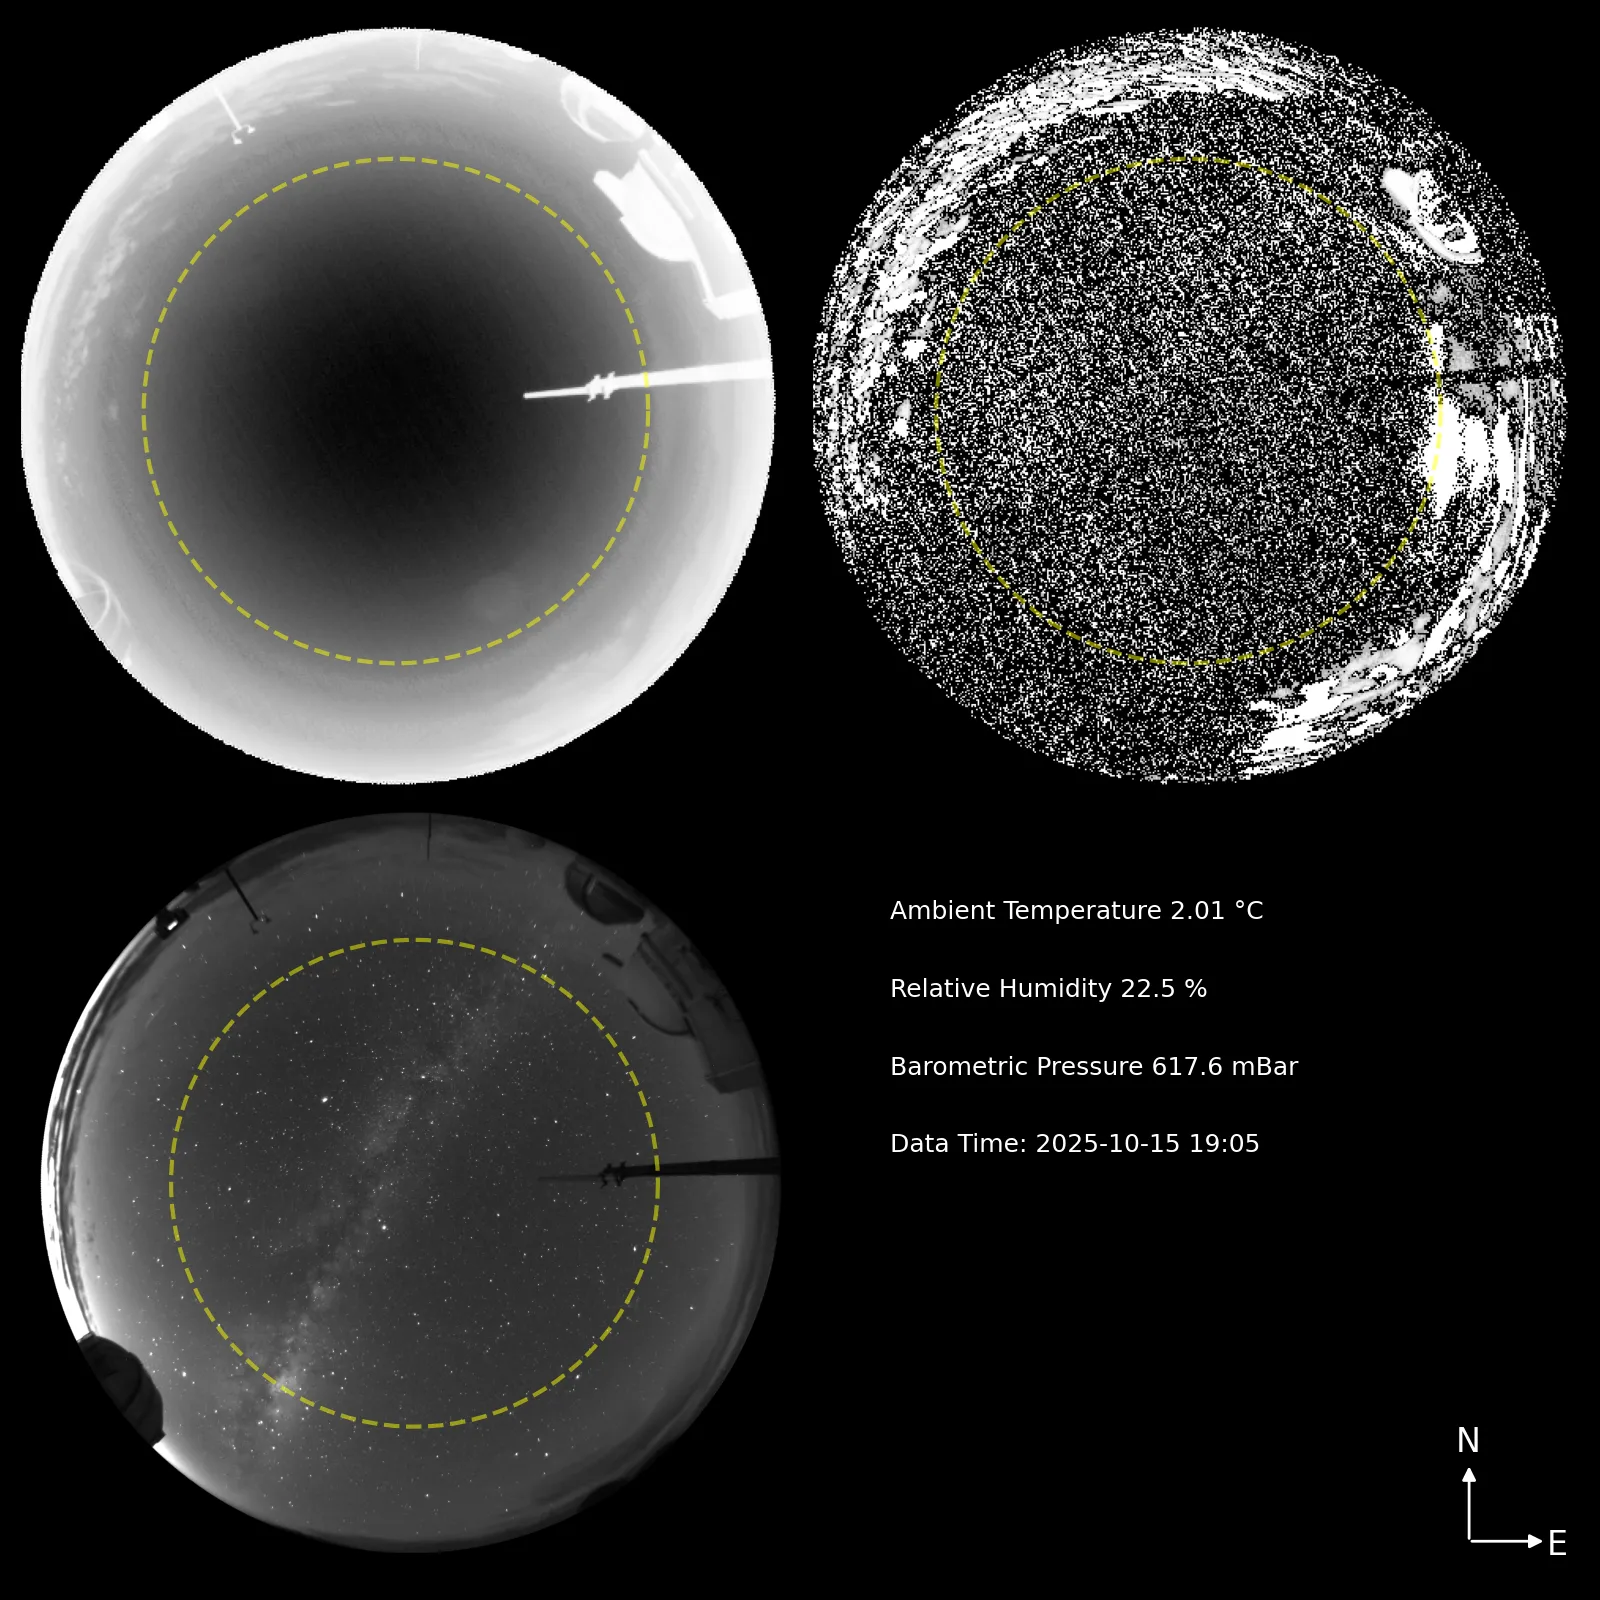 Ambient Temperature 2.01 °C
Relative Humidity 22.5 %
Barometric Pressure 617.6 mBar
Data Time: 2025-10-15 19:05
N
E